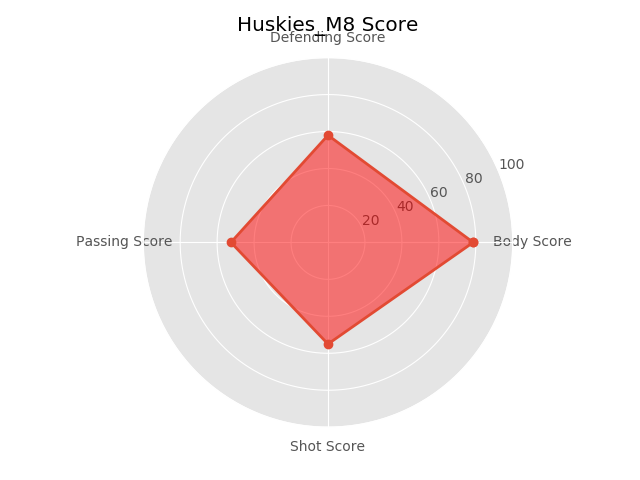 Huskies_M8 Score
Defending Score
100
80
60
40
20
Passing Score
Body Score
Shot Score